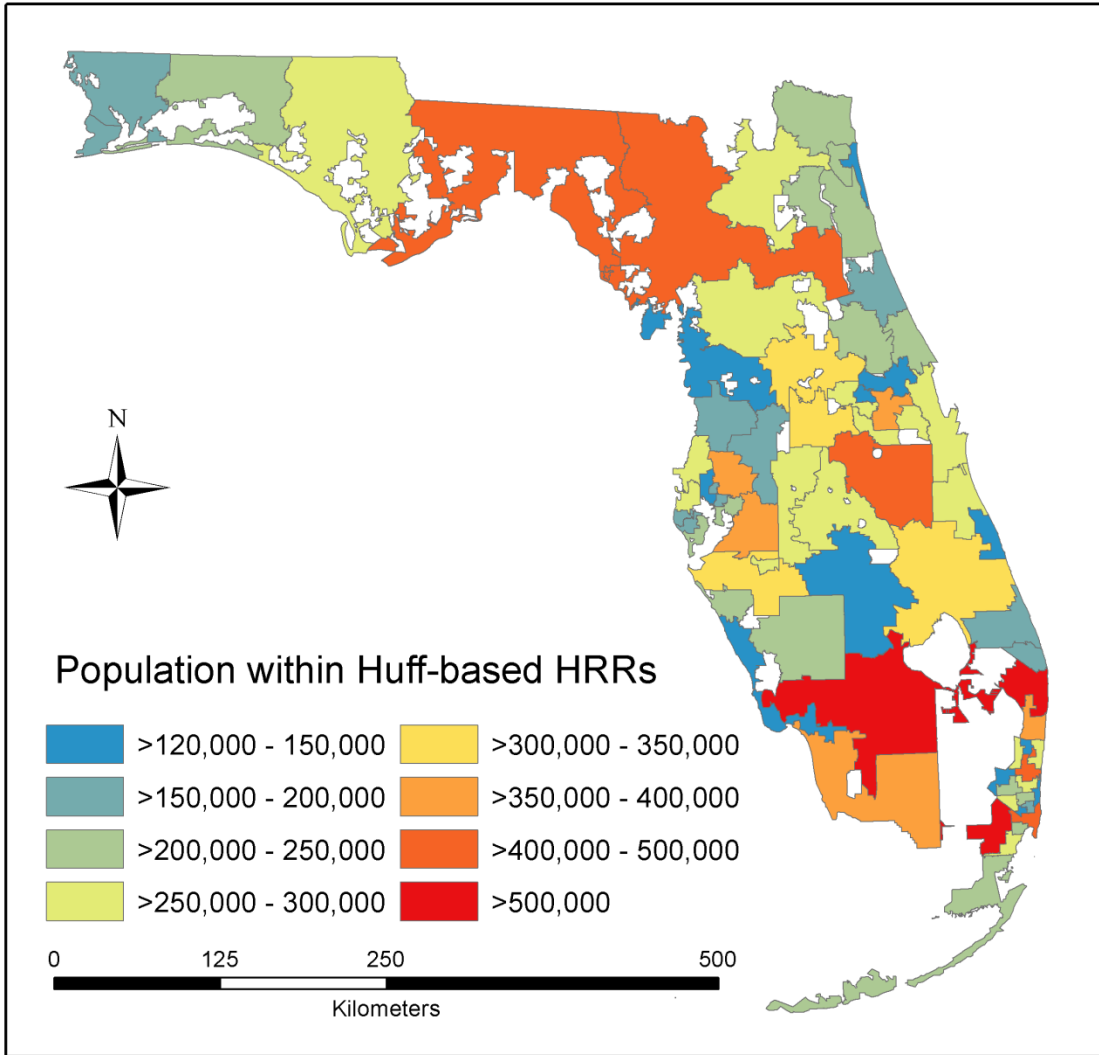 N
Population within Huff-based HRRs
>120,000 - 150,000
>150,000 - 200,000
>200,000 - 250,000
>250,000 - 300,000
>300,000 - 350,000
>350,000 - 400,000
>400,000 - 500,000
>500,000
0 125 250 500
Kilometers